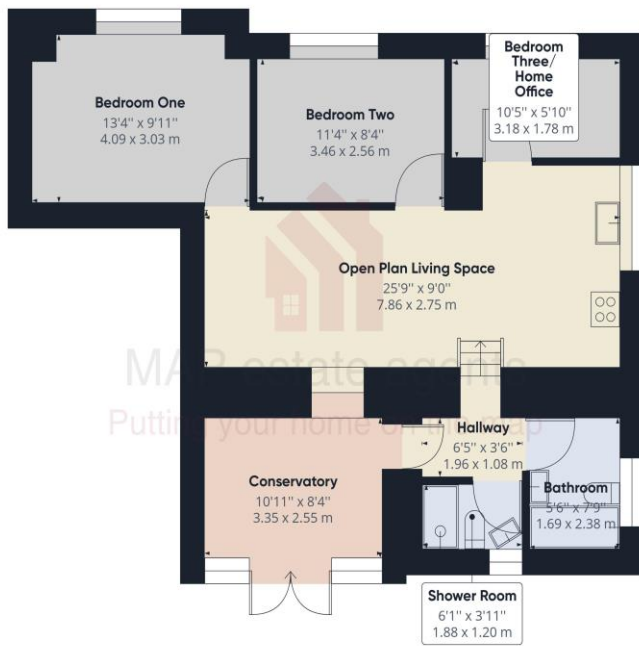 Bedroom One
13'4" x 9'11"
4.09 x 3.03 m
Bedroom Two
11'4" x 8'4"
3.46 x 2.56 m
Bedroom
Three/
Home
Office
10'5" x 5'10"
3.18 x 1.78 m
Open Plan Living Space
25'9" x 9'0"
7.86 x 2.75 m
MAP estate agents
Putting your home on the map
Hallway
6'5" x 3'6"
1.96 x 1.08 m
Conservatory
10'11" x 8'4"
3.35 x 2.55 m
Bathroom
5'6" x 7'9"
1.69 x 2.38 m
Shower Room
6'1" x 3'11"
1.88 x 1.20 m